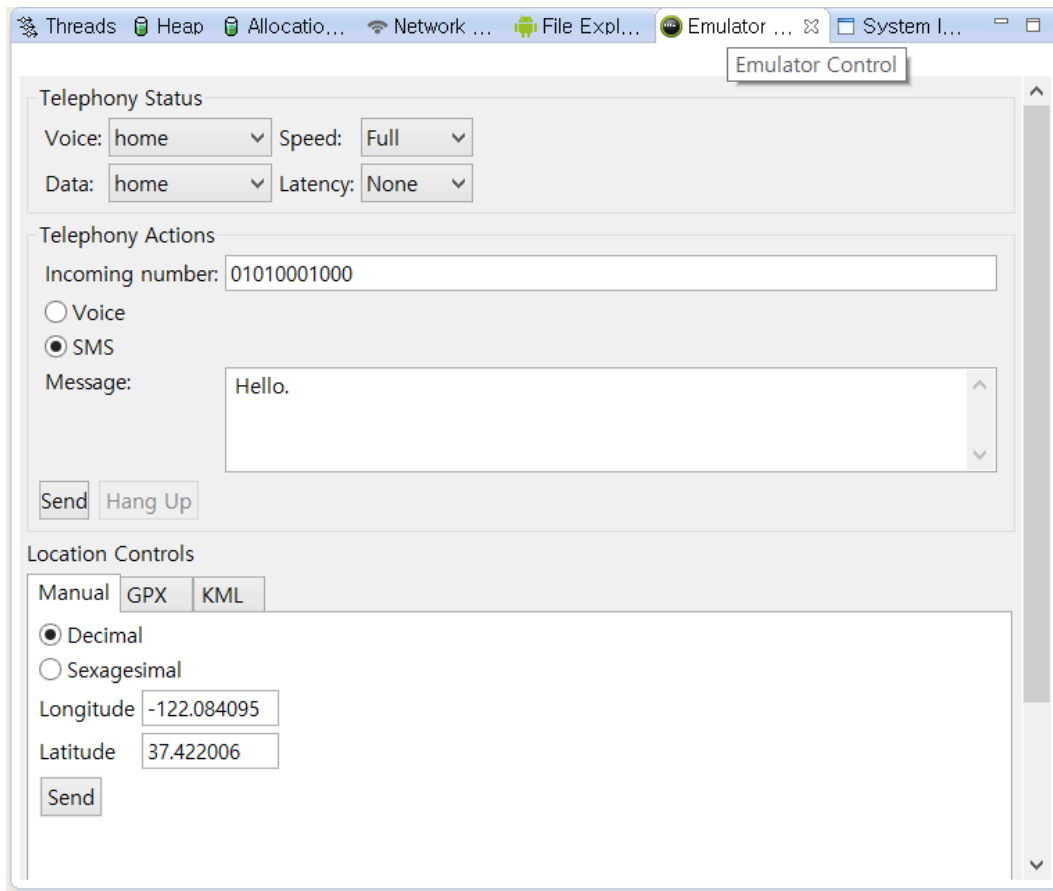 Threads Heap Allocatio... Network ... File Expl... Emulator ... System I...
Emulator Control
Telephony Status
Voice: home Speed: Full
Data: home Latency: None
Telephony Actions
Incoming number: 01010001000
Voice
SMS
Message: Hello.
Send Hang Up
Location Controls
Manual GPX KML
Decimal
Sexagesimal
Longitude -122.084095
Latitude 37.422006
Send